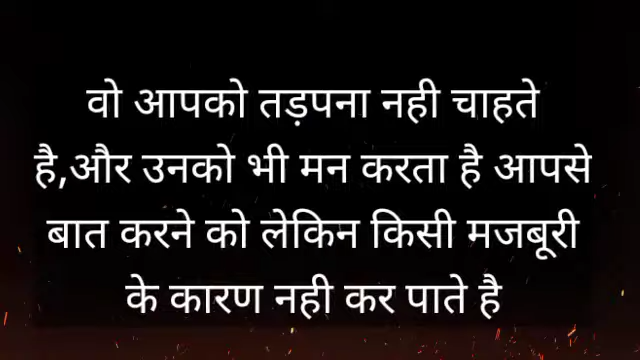 वो आपको तड़पना नही चाहते
है,और उनको भी मन करता है आपसे
बात करने को लेकिन किसी मजबूरी
के कारण नही कर पाते है